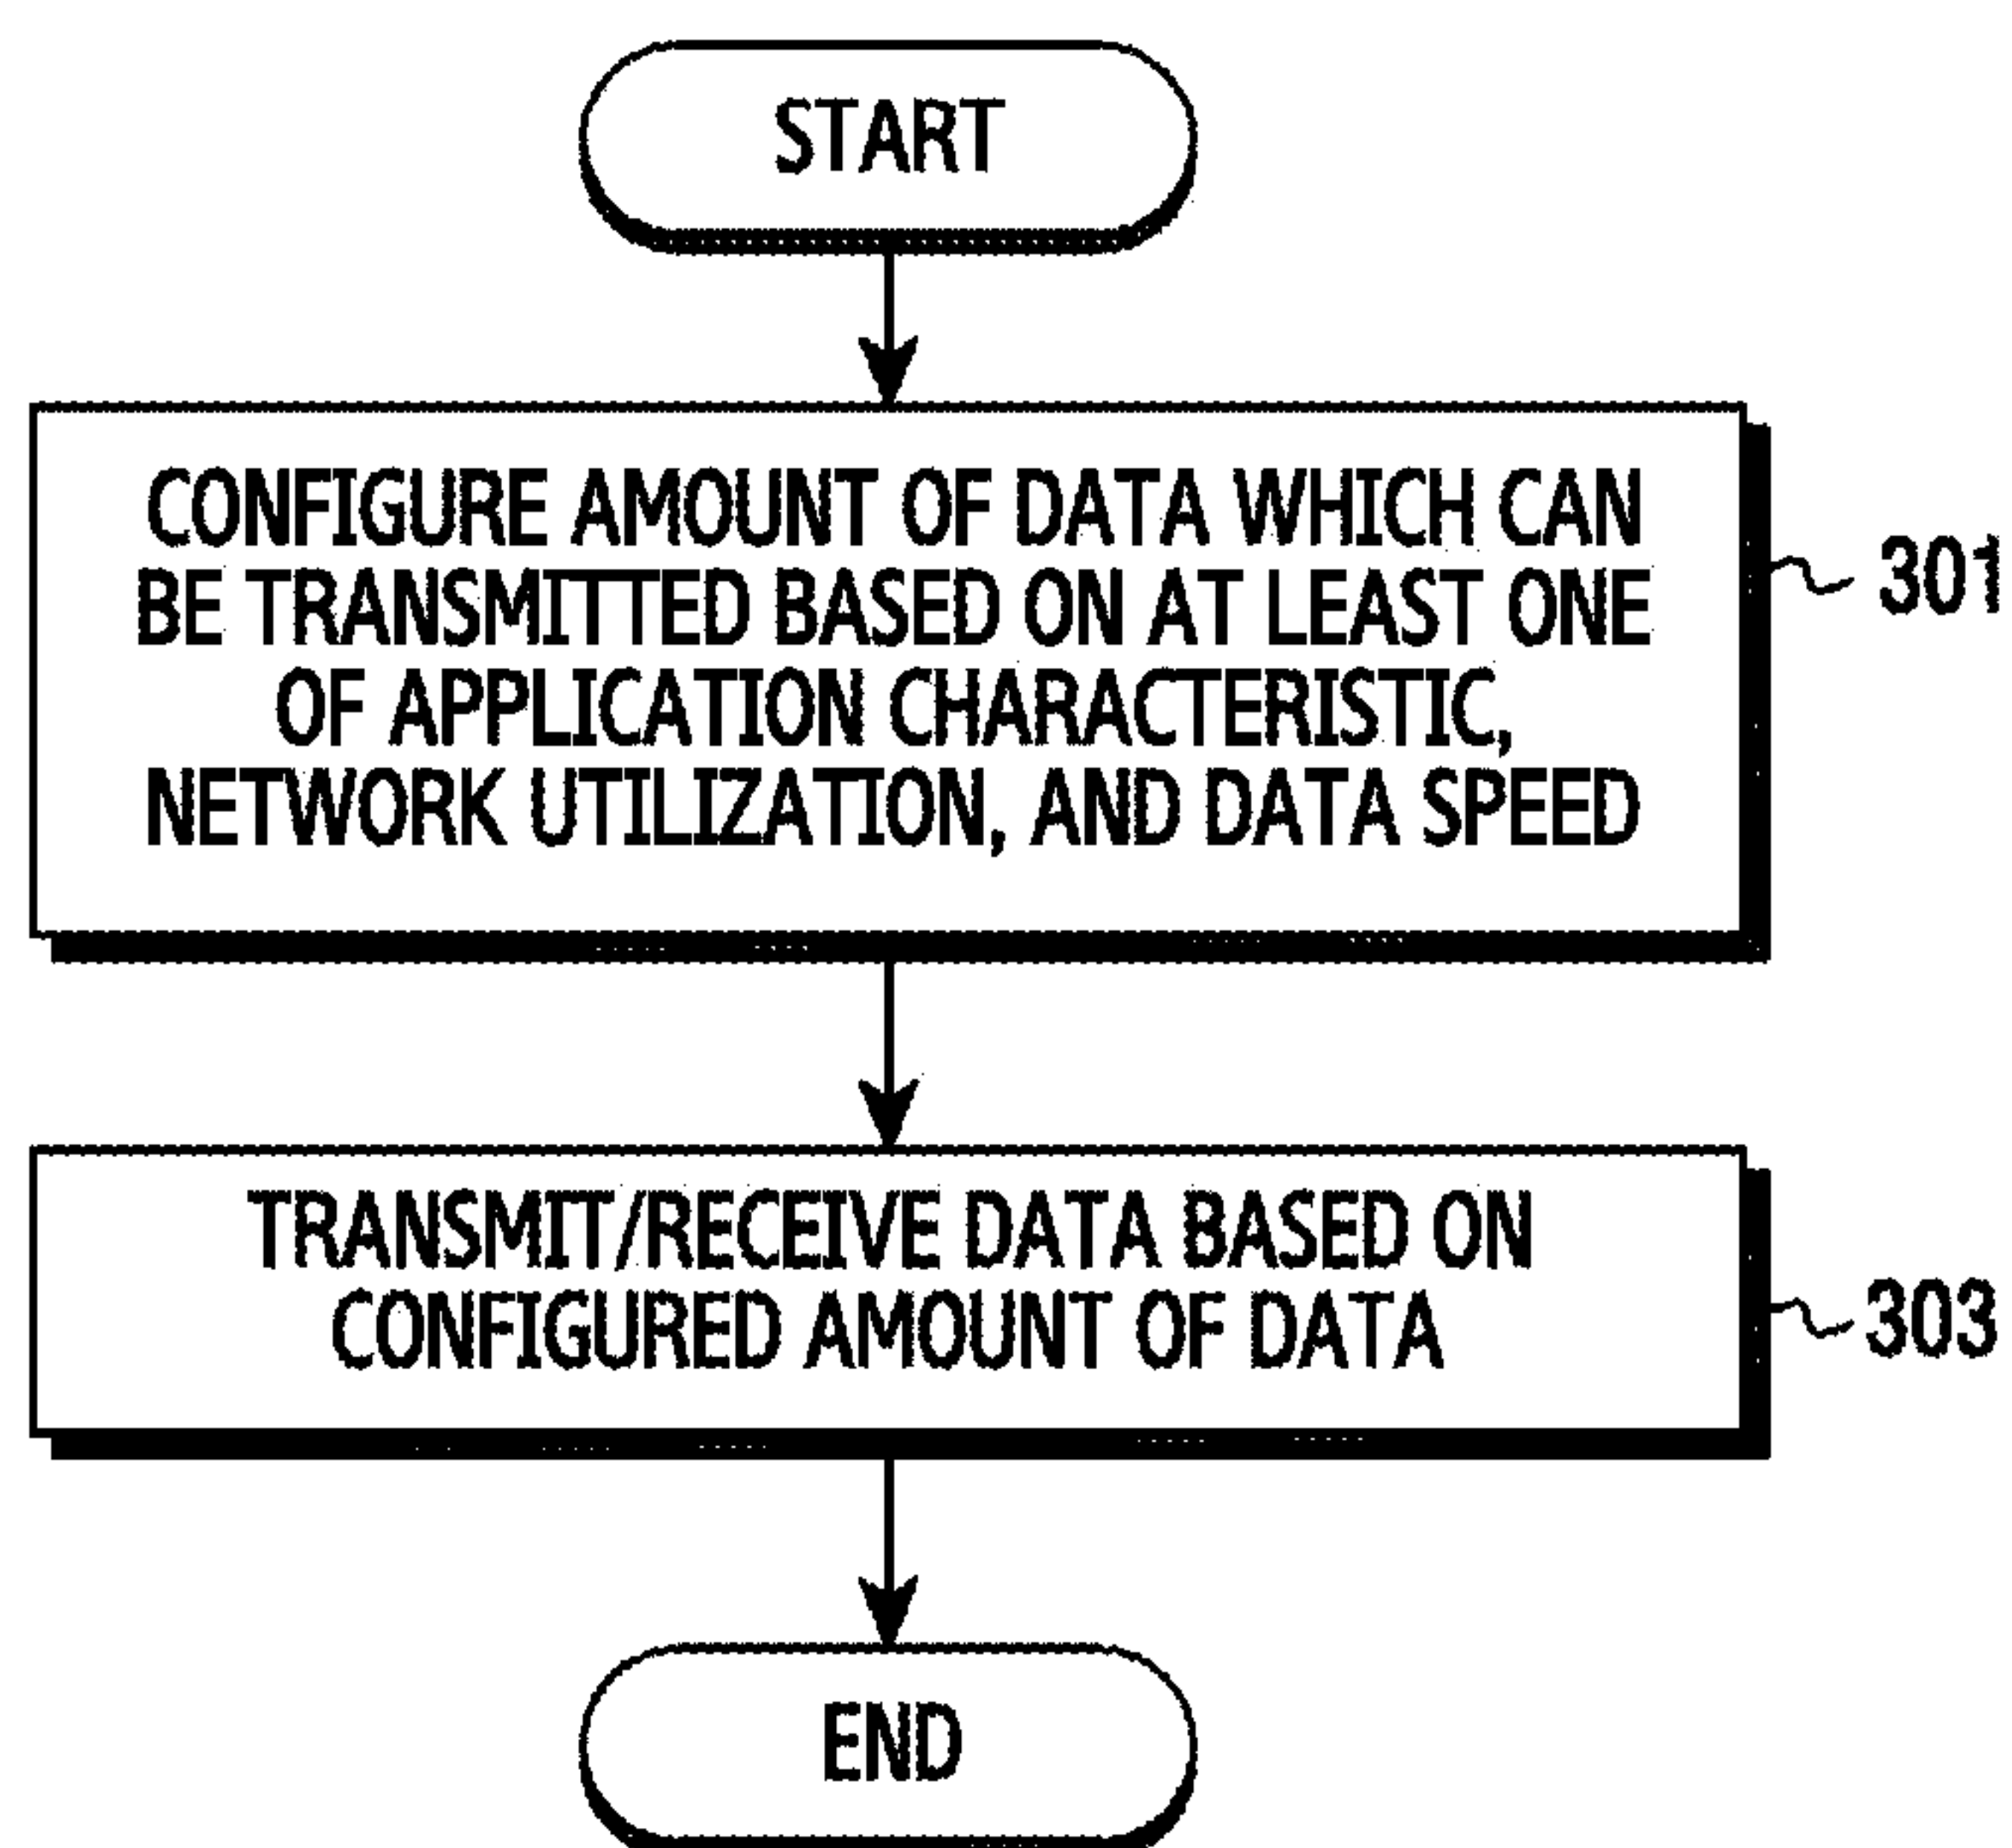 START
CONFIGURE AMOUNT OF DATA WHICH CAN
BE TRANSMITTED BASED ON AT LEAST ONE
OF APPLICATION CHARACTERISTIC,
NETWORK UTILIZATION, AND DATA SPEED
301
TRANSMIT/RECEIVE DATA BASED ON
CONFIGURED AMOUNT OF DATA
303
END